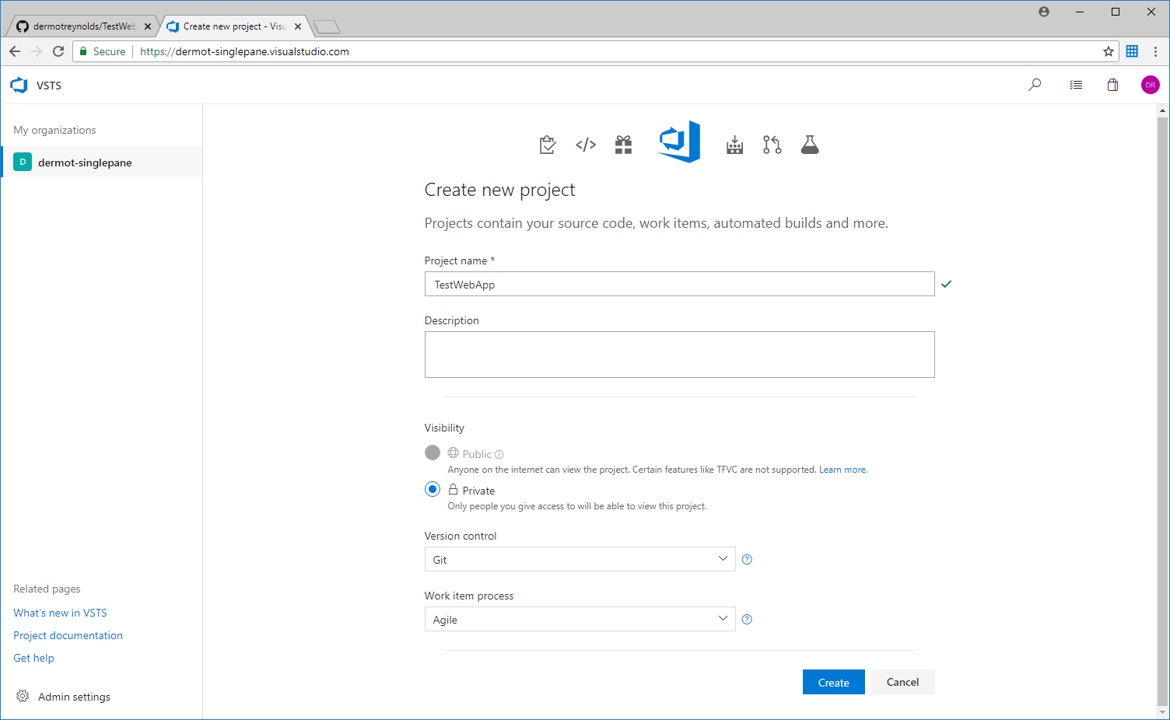 dermotreynolds/TestWeb
Create new project - Visu
Secure
https://dermot-singlepane.visualstudio.com
VSTS
DR
My organizations
D
dermot-singlepane
Create new project
Projects contain your source code, work items, automated builds and more.
Project name *
TestWebApp
Description
Visibility
Public
Anyone on the internet can view the project. Certain features like TFVC are not supported. Learn more.
Private
Only people you give access to will be able to view this project.
Version control
Git
Work item process
Agile
Related pages
What's new in VSTS
Project documentation
Get help
Admin settings
Create
Cancel